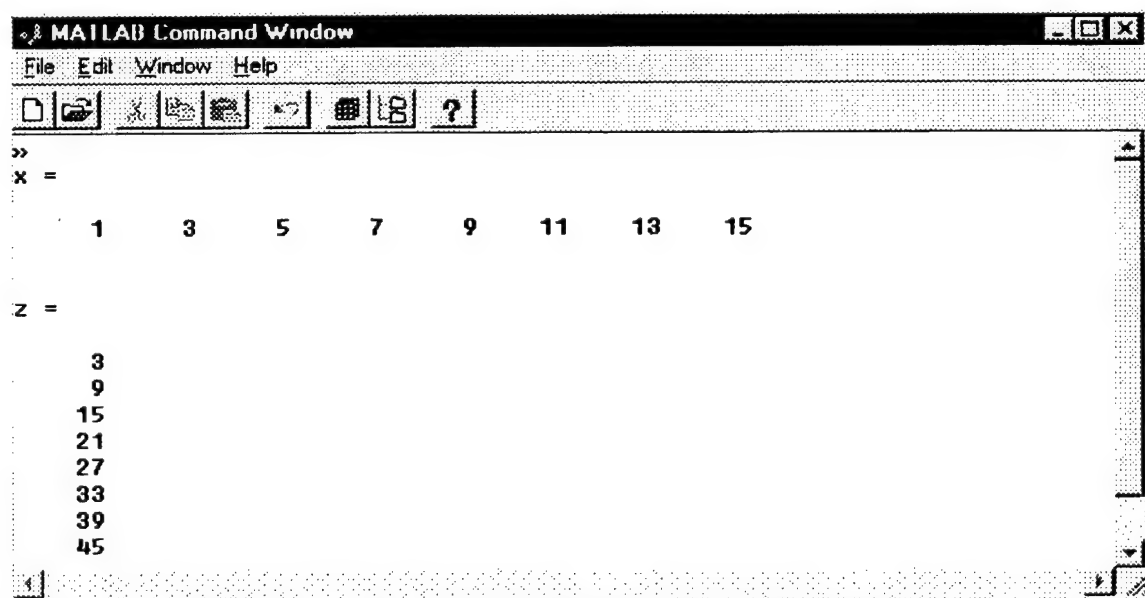 MATLAB Command Window
File Edit Window Help
?
»
x =
1 3 5 7 9 11 13 15
z =
3
9
15
21
27
33
39
45